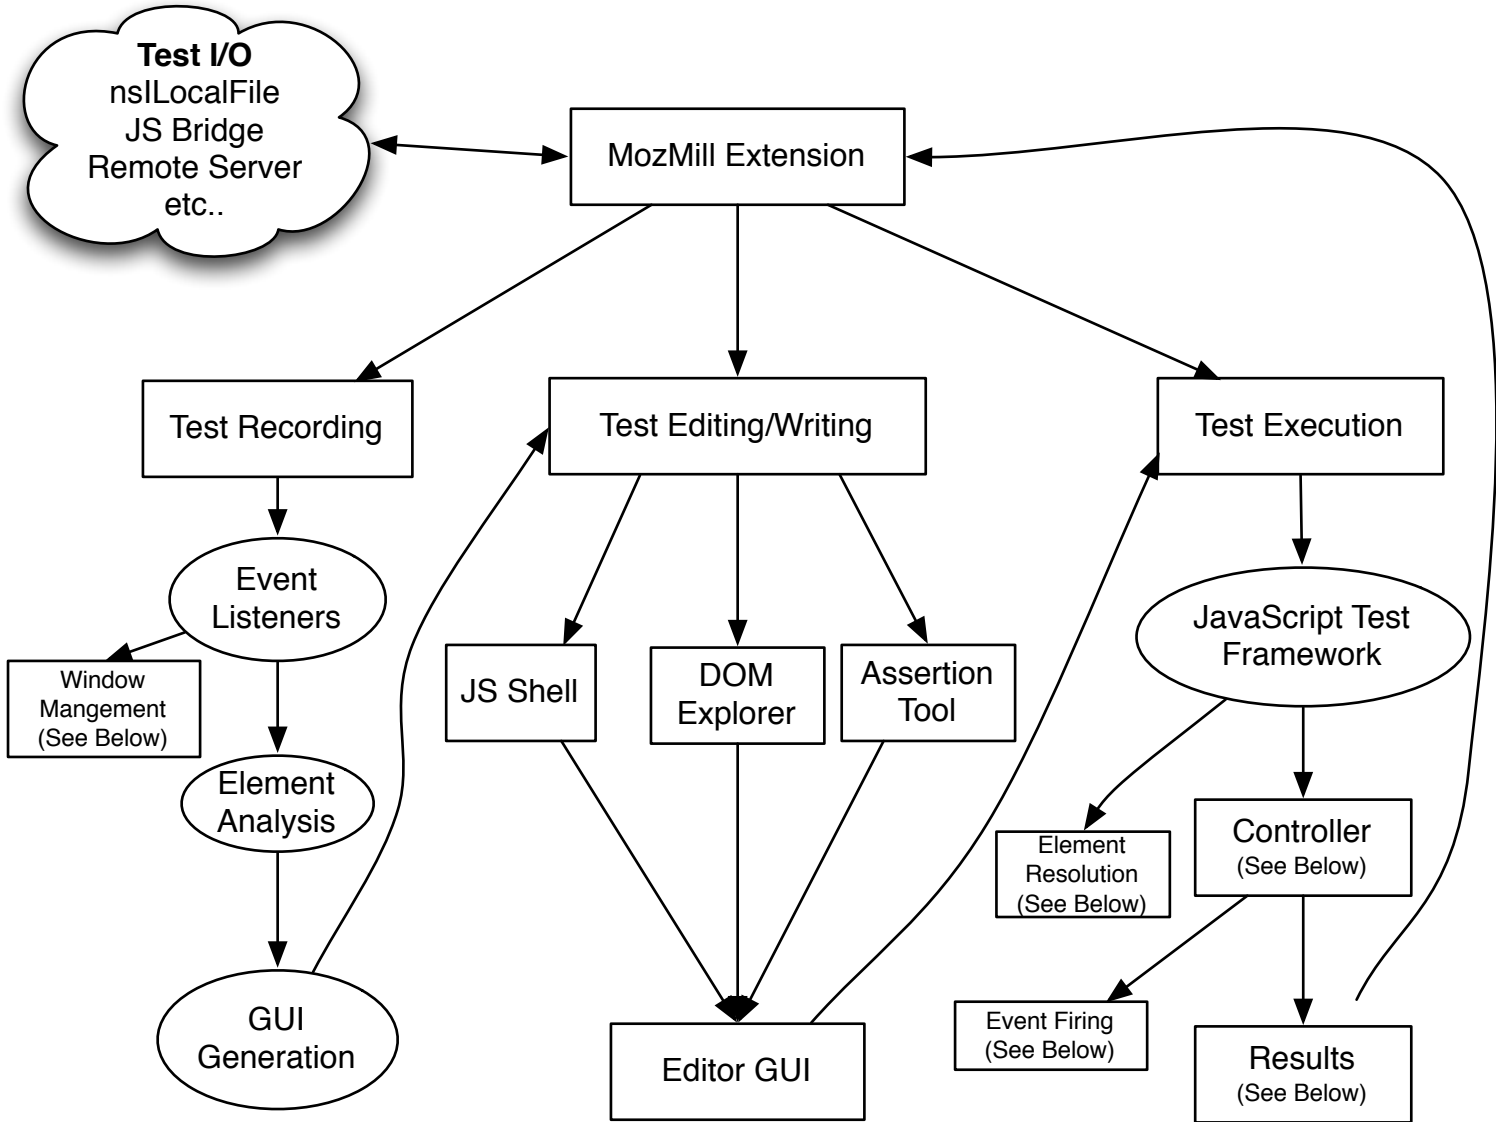 Test I/O
nsILocalFile
JS Bridge
Remote Server
etc..
MozMill Extension
Test Recording
Test Editing/Writing
Test Execution
Event
Listeners
JavaScript Test
Framework
Window
Mangement
(See Below)
JS Shell
DOM
Explorer
Assertion
Tool
Element
Analysis
Element
Resolution
(See Below)
Controller
(See Below)
GUI
Generation
Editor GUI
Event Firing
(See Below)
Results
(See Below)